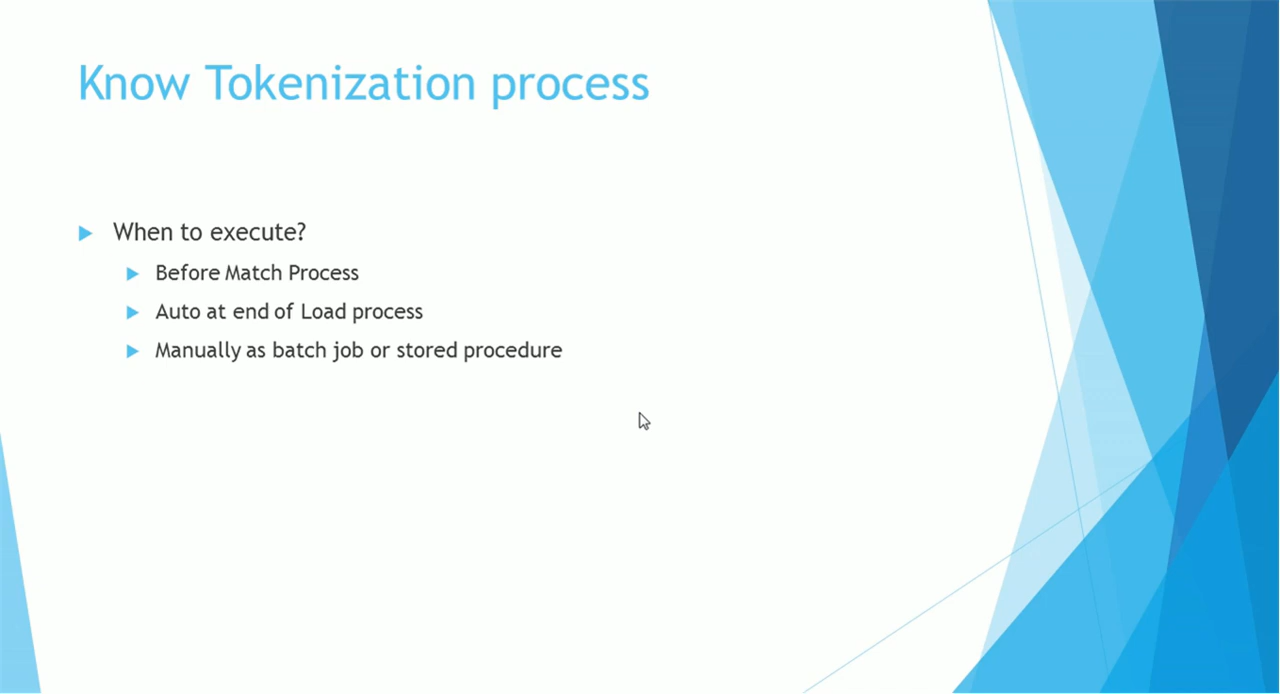 Know Tokenization process
When to execute?
Before Match Process
Auto at end of Load process
Manually as batch job or stored procedure